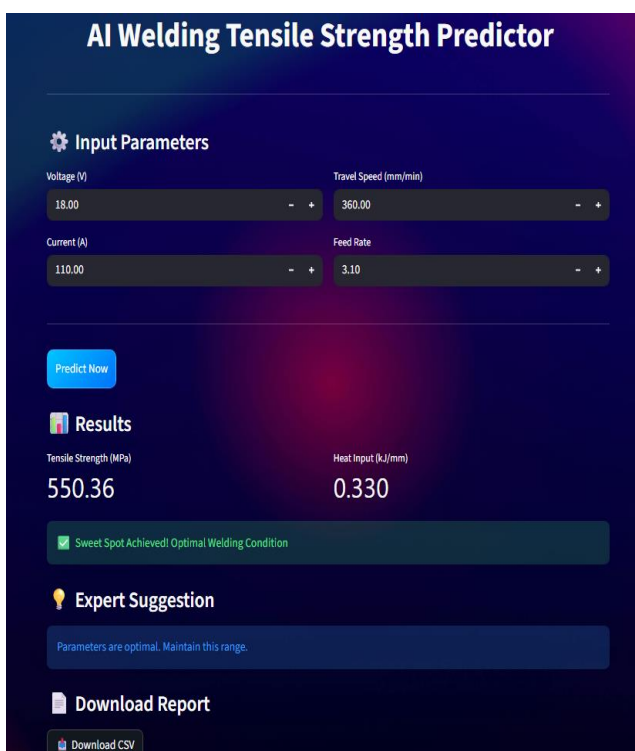 AI Welding Tensile Strength Predictor
Input Parameters
Voltage (V)
Travel Speed (mm/min)
18.00 - +
360.00 - +
Current (A)
Feed Rate
110.00 - +
3.10 - +
Predict Now
Results
Tensile Strength (MPa)
Heat Input (kJ/mm)
550.36
0.330
Sweet Spot Achieved! Optimal Welding Condition
Expert Suggestion
Parameters are optimal. Maintain this range.
Download Report
Download CSV